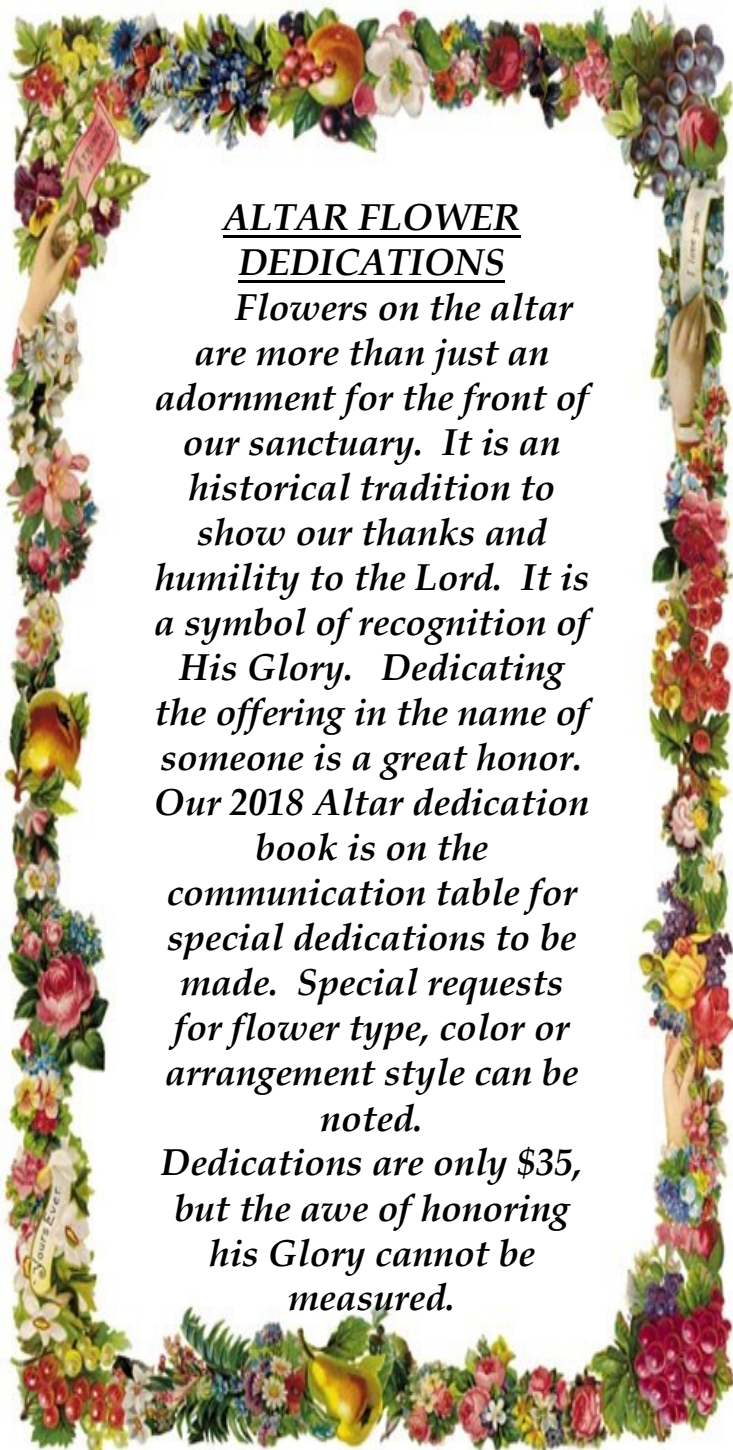 ALTAR FLOWER
DEDICATIONS
Flowers on the altar
are more than just an
adornment for the front of
our sanctuary.  It is an
historical tradition to
show our thanks and
humility to the Lord.  It is
a symbol of recognition of
His Glory.   Dedicating
the offering in the name of
someone is a great honor.
Our 2018 Altar dedication
book is on the
communication table for
special dedications to be
made.  Special requests
for flower type, color or
arrangement style can be
noted.
Dedications are only $35,
but the awe of honoring
his Glory cannot be
measured.
I love you
Yours Ever